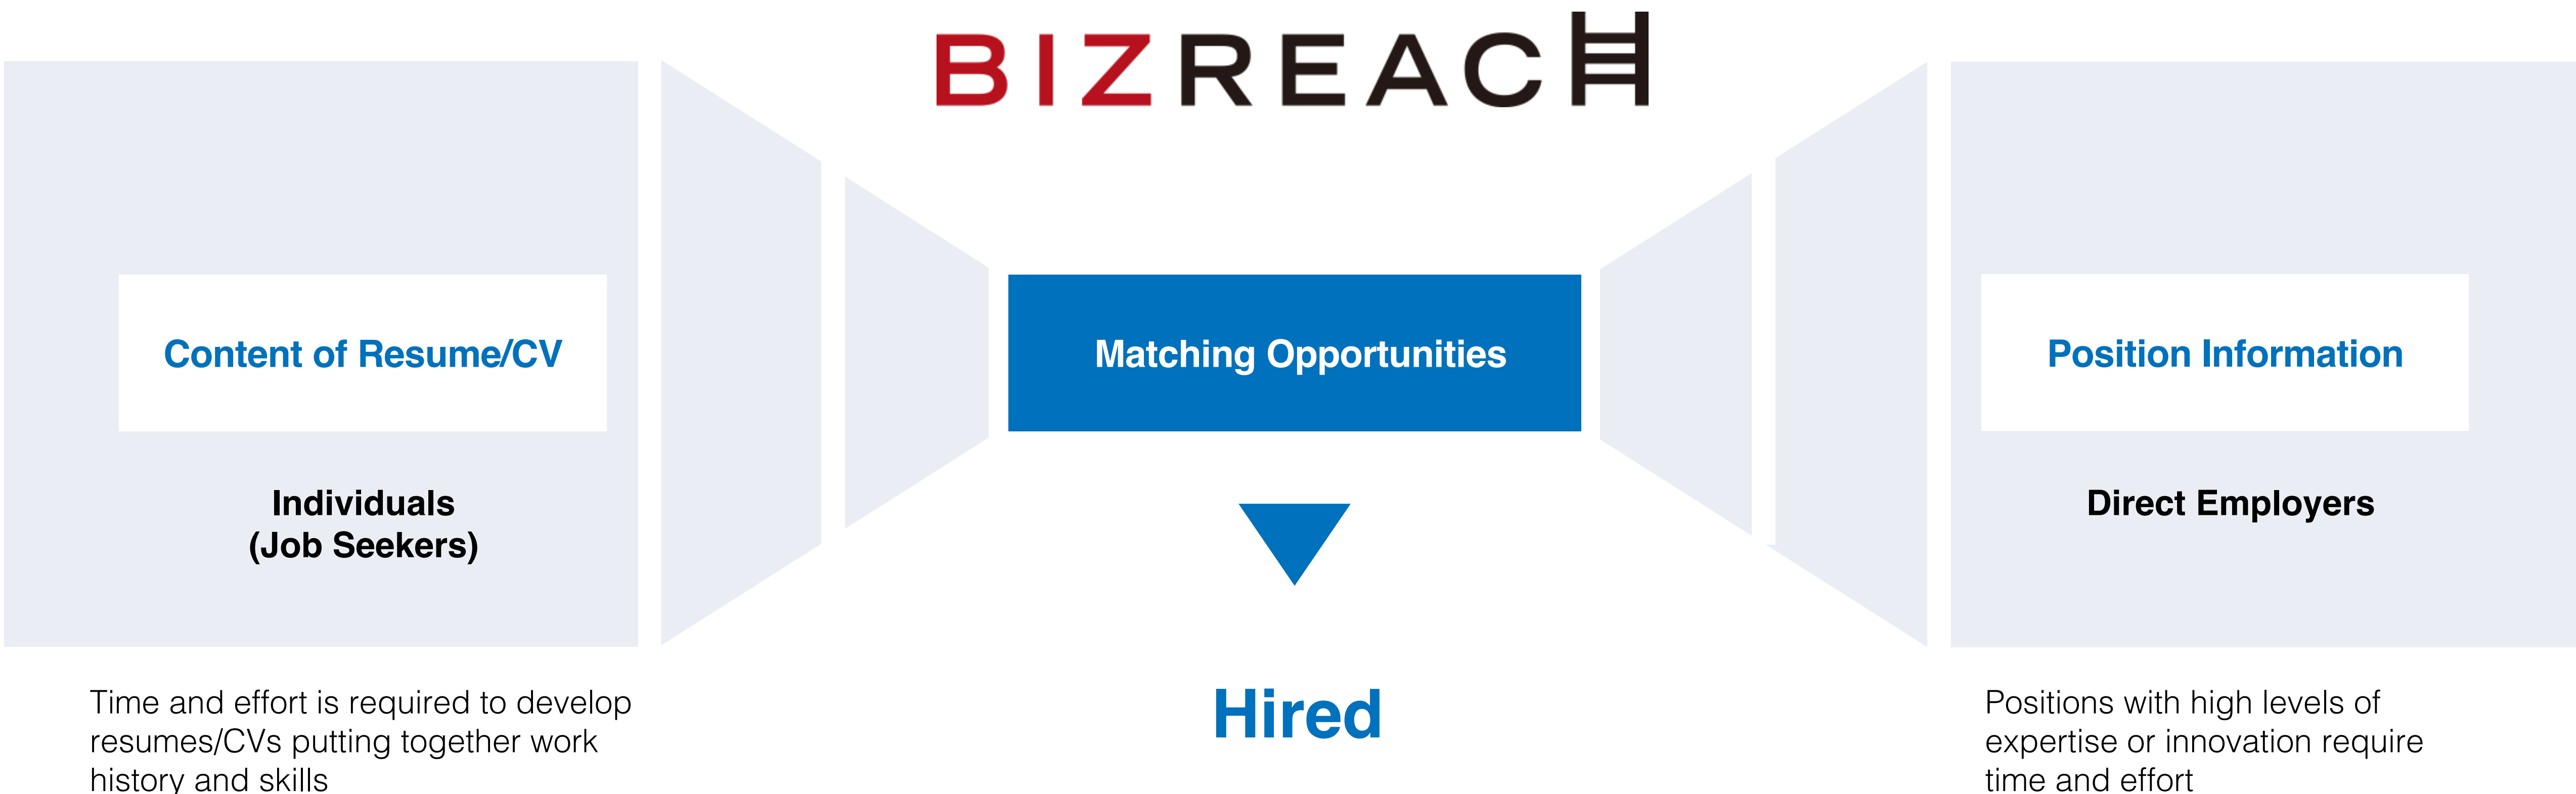 BIZREACH
Content of Resume/CV
Individuals
(Job Seekers)
Time and effort is required to develop
resumes/CVs putting together work
history and skills
Matching Opportunities
Hired
Position Information
Direct Employers
Positions with high levels of
expertise or innovation require
time and effort